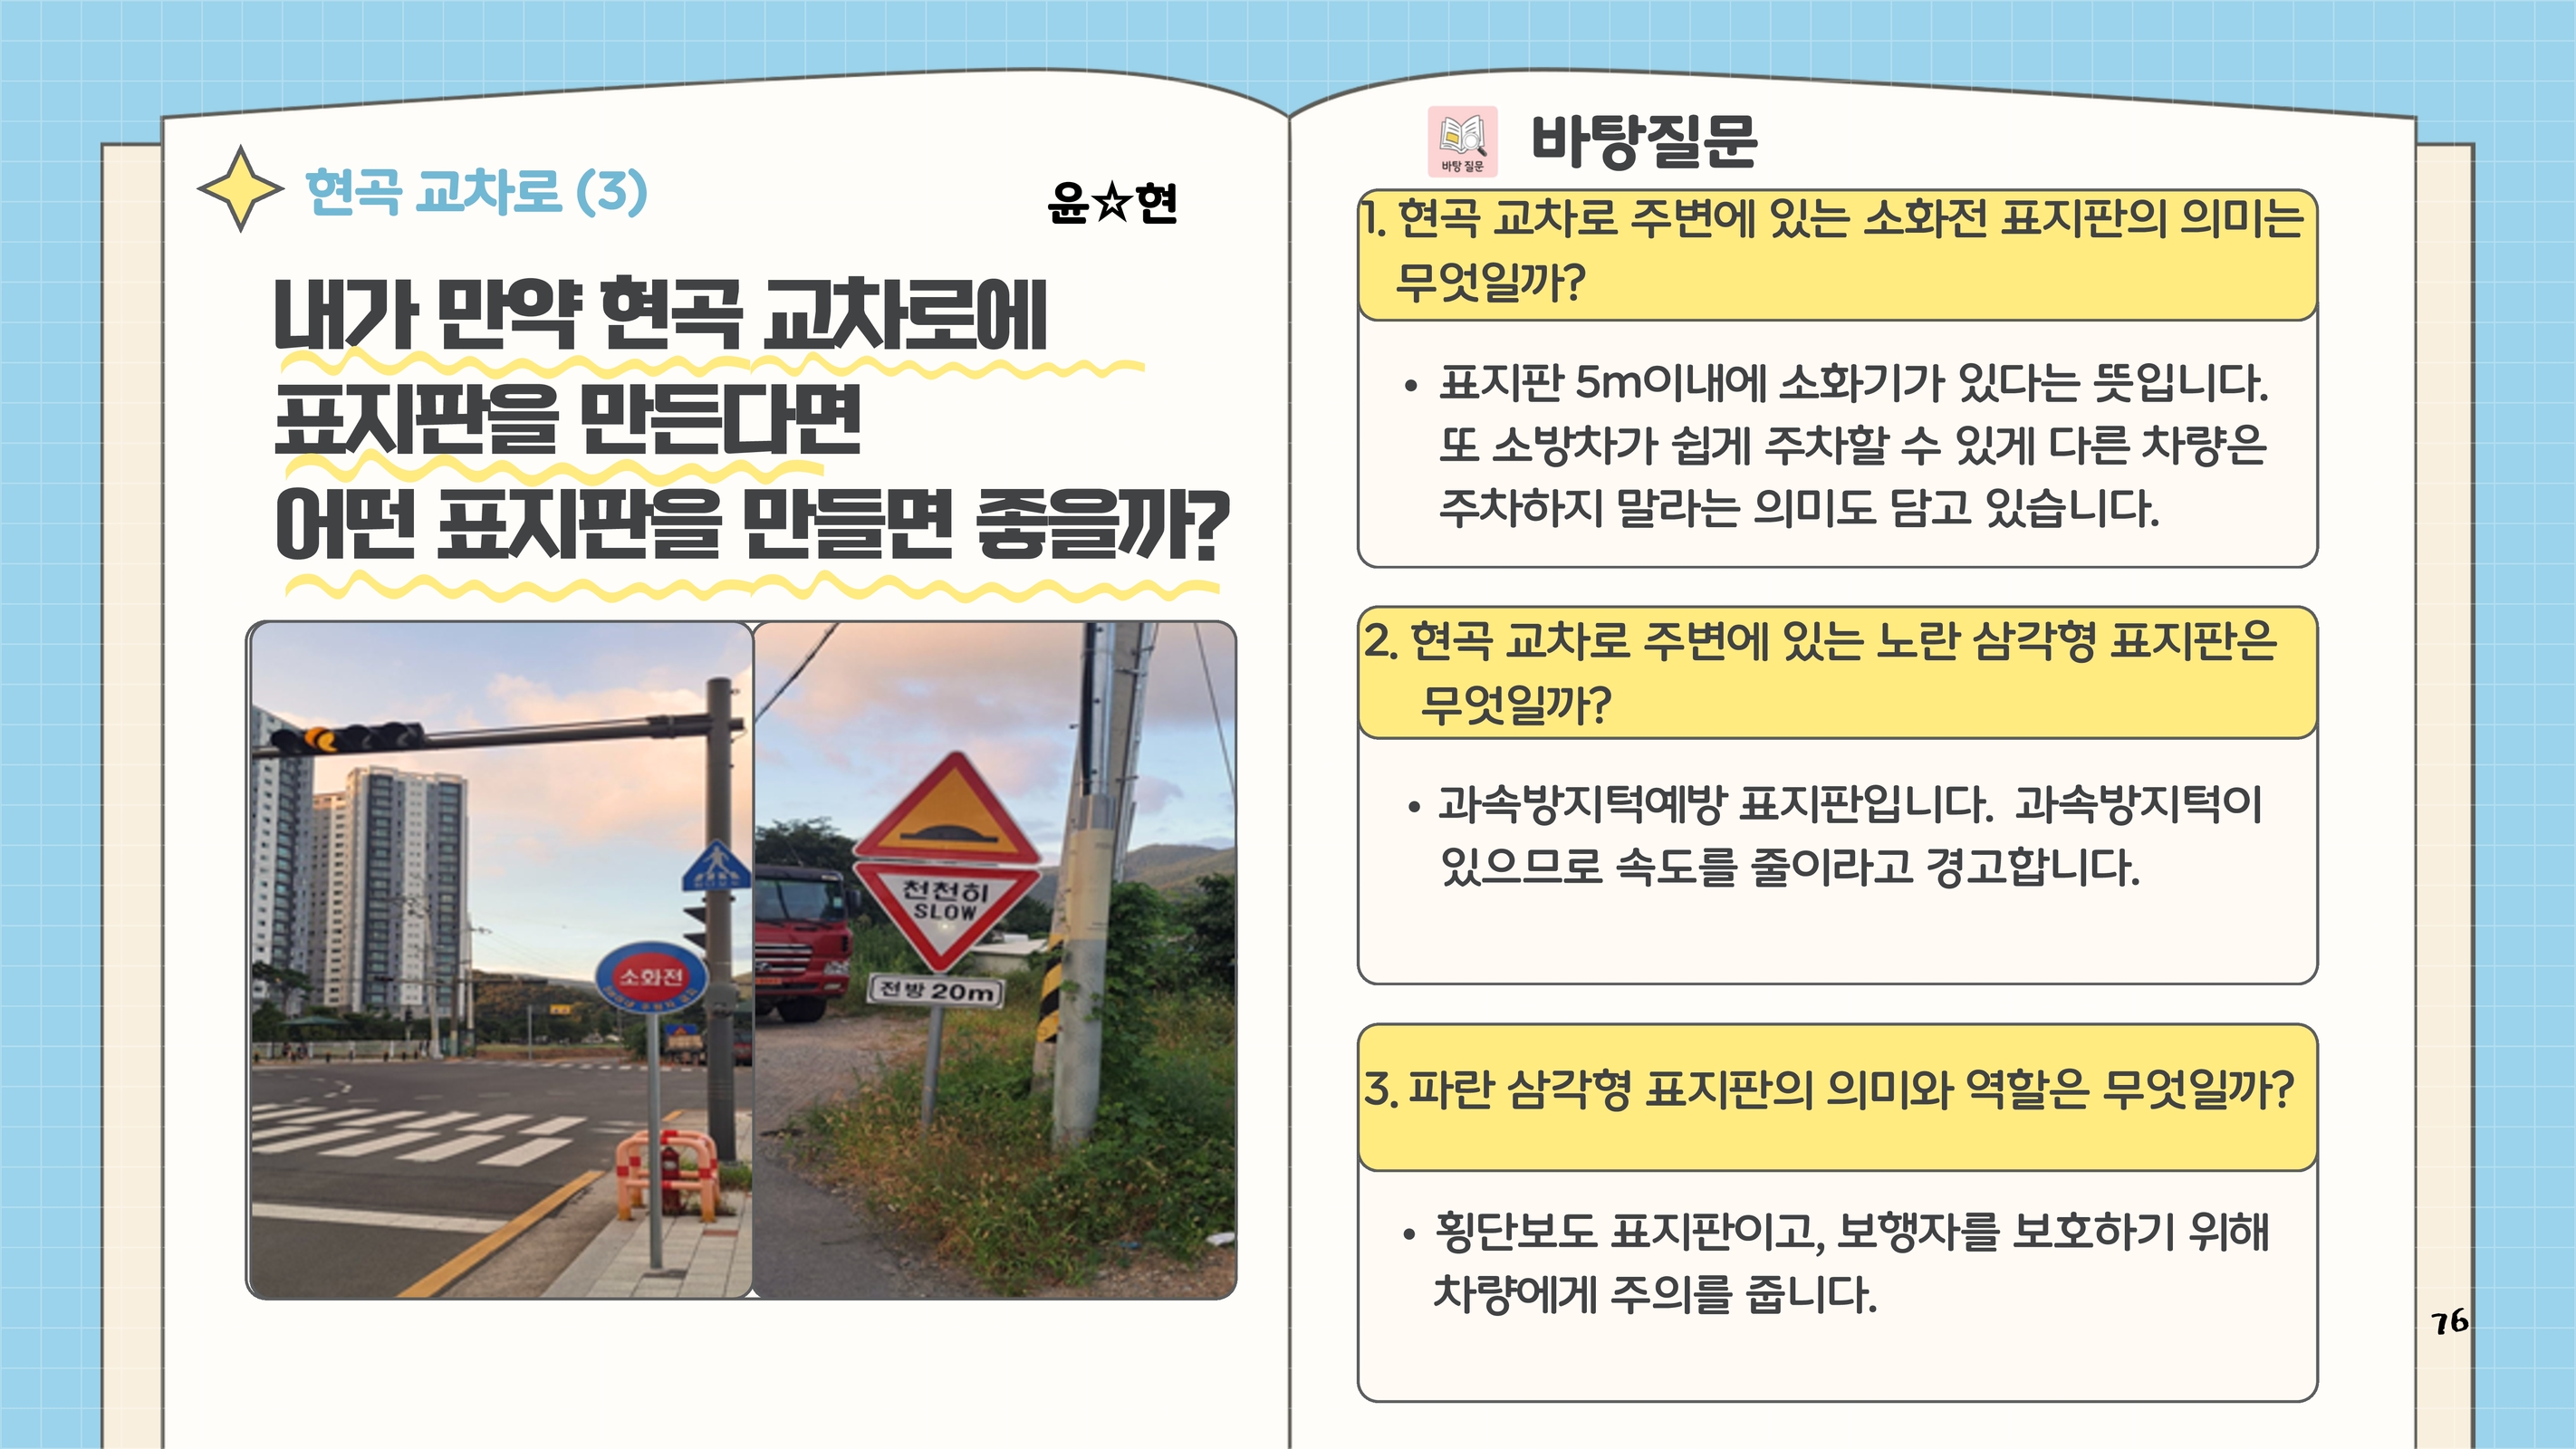 현곡 교차로 (3)
윤☆현
내가 만약 현곡 교차로에
표지판을 만든다면
어떤 표지판을 만들면 좋을까?
소화전
천천히
SLOW
전방 20m
바탕 질문
바탕질문
1. 현곡 교차로 주변에 있는 소화전 표지판의 의미는
무엇일까?
• 표지판 5m이내에 소화기가 있다는 뜻입니다.
또 소방차가 쉽게 주차할 수 있게 다른 차량은
주차하지 말라는 의미도 담고 있습니다.
2. 현곡 교차로 주변에 있는 노란 삼각형 표지판은
무엇일까?
• 과속방지턱예방 표지판입니다. 과속방지턱이
있으므로 속도를 줄이라고 경고합니다.
3. 파란 삼각형 표지판의 의미와 역할은 무엇일까?
• 횡단보도 표지판이고, 보행자를 보호하기 위해
차량에게 주의를 줍니다.
76